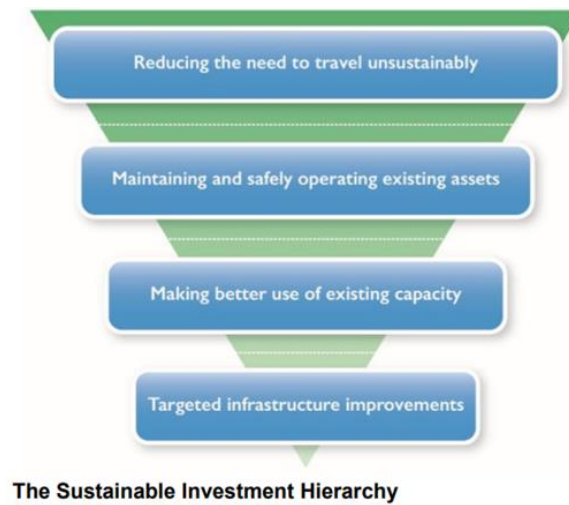 Reducing the need to travel unsustainably
Maintaining and safely operating existing assets
Making better use of existing capacity
Targeted infrastructure improvements
The Sustainable Investment Hierarchy